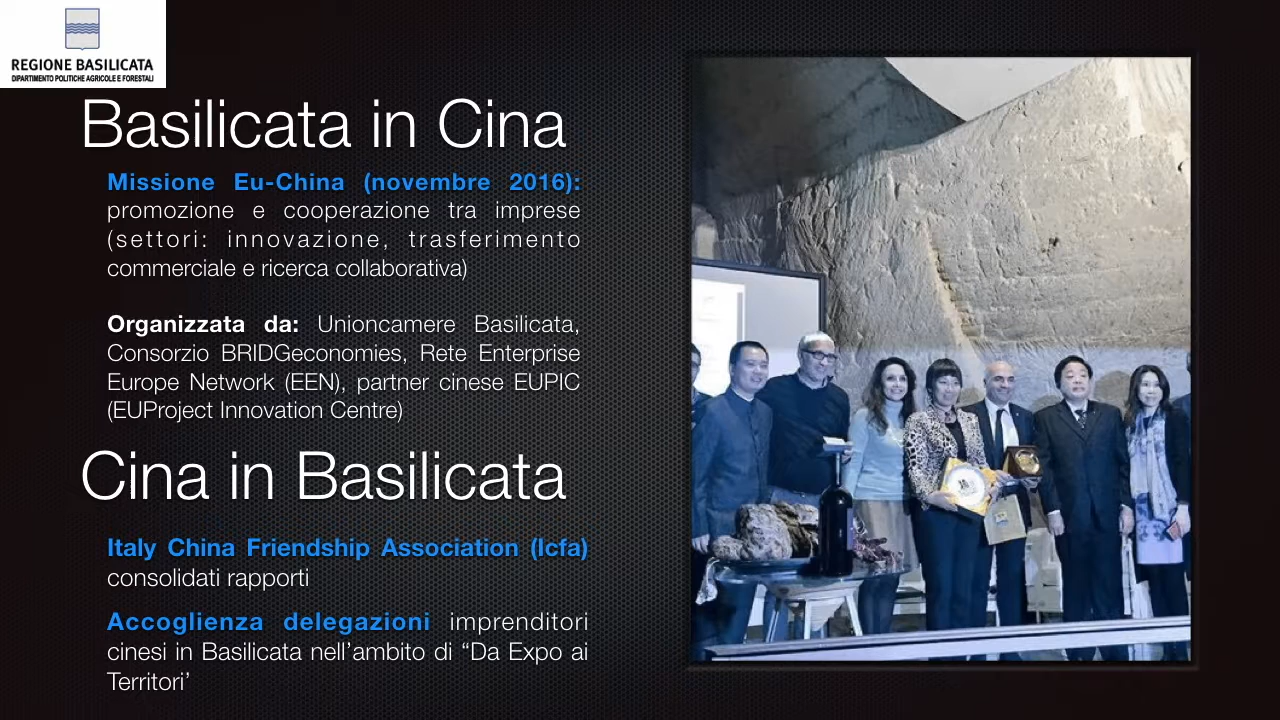 REGIONE BASILICATA
DIPARTIMENTO POLITICHE AGRICOLE E FORESTALI
Basilicata in Cina
Missione Eu-China (novembre 2016):
promozione e cooperazione tra imprese
(settori: innovazione, trasferimento
commerciale e ricerca collaborativa)
Organizzata da: Unioncamere Basilicata,
Consorzio BRIDGeconomies, Rete Enterprise
Europe Network (EEN), partner cinese EUPIC
(EUProject Innovation Centre)
Cina in Basilicata
Italy China Friendship Association (Icfa)
consolidati rapporti
Accoglienza delegazioni imprenditori
cinesi in Basilicata nell’ambito di “Da Expo ai
Territori’